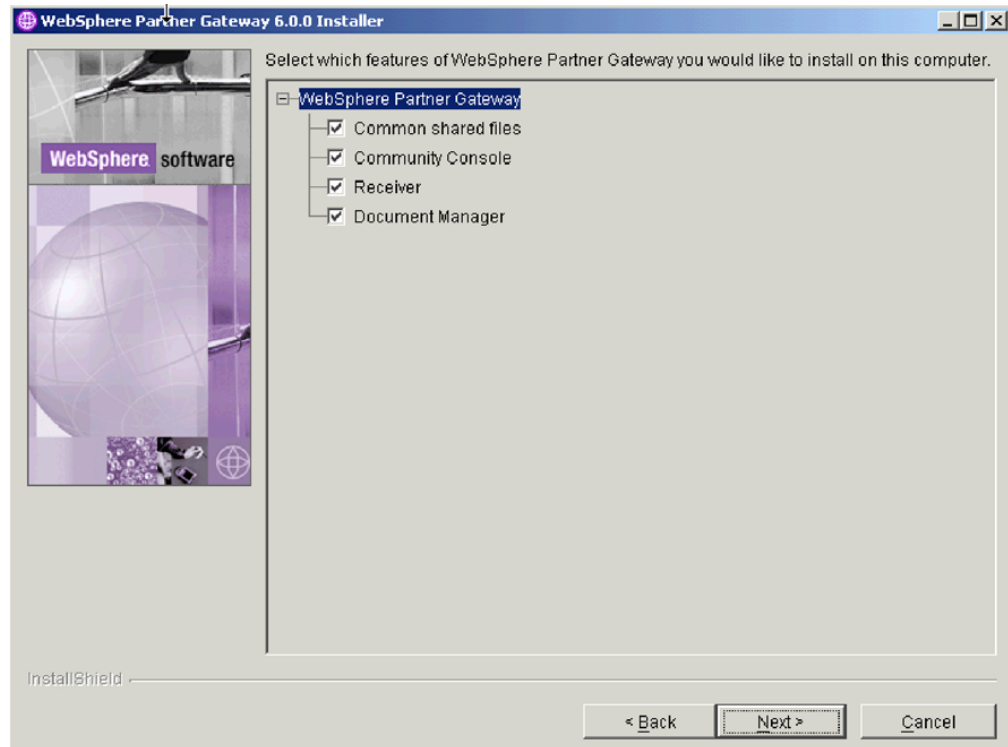 WebSphere Partner Gateway 6.0.0 Installer
Select which features of WebSphere Partner Gateway you would like to install on this computer.
WebSphere software
WebSphere Partner Gateway
Common shared files
Community Console
Receiver
Document Manager
InstallShield
< Back
Next >
Cancel